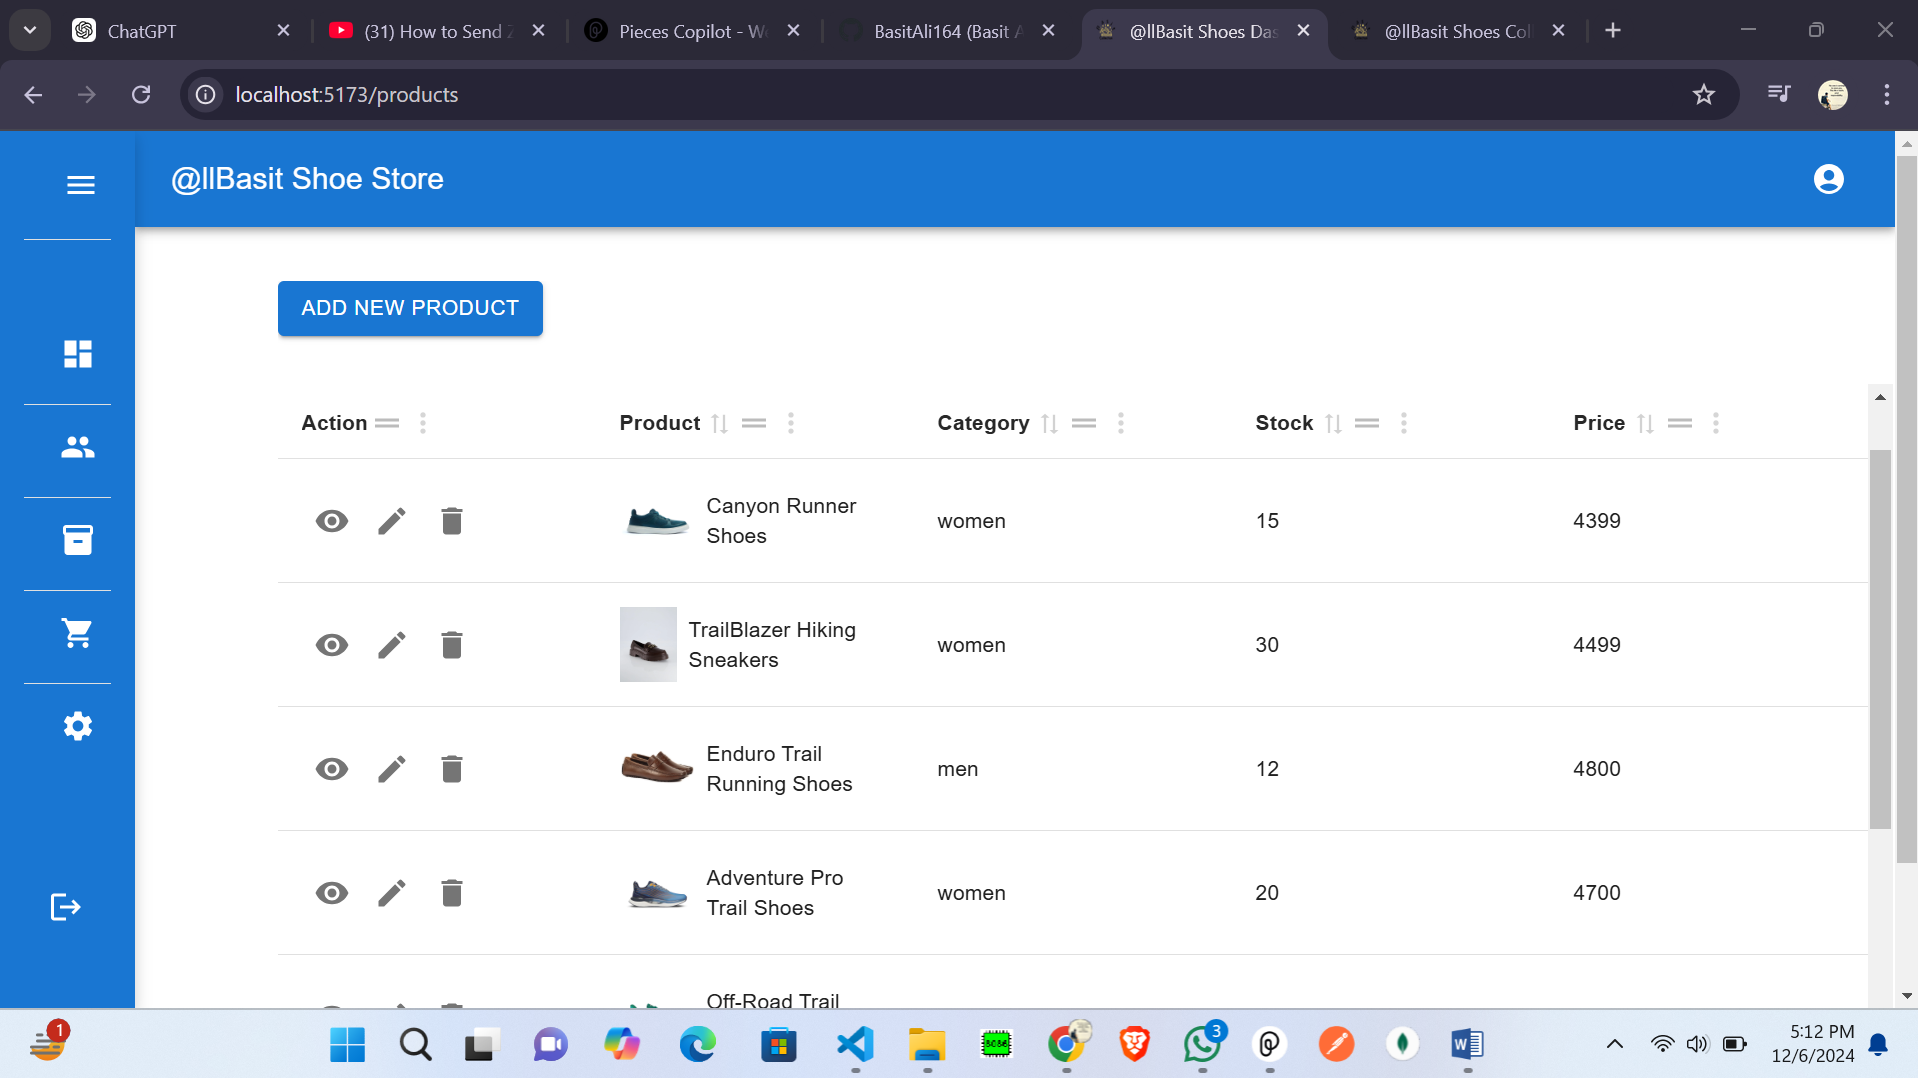 ChatGPT
(31) How to Send
Pieces Copilot - W
BasitAli164 (Basit A
@llBasit Shoes Das
@llBasit Shoes Col
localhost:5173/products
@llBasit Shoe Store
ADD NEW PRODUCT
Action Product Category Stock Price
Canyon Runner
Shoes
women 15 4399
TrailBlazer Hiking
Sneakers
women 30 4499
Enduro Trail
Running Shoes
men 12 4800
Adventure Pro
Trail Shoes
women 20 4700
Off-Road Trail
1
8086
3
W
5:12 PM
12/6/2024